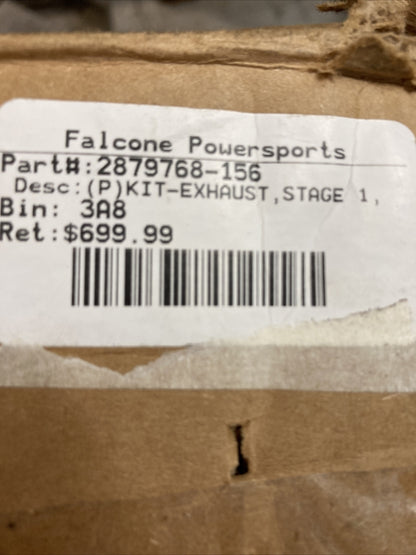 Falcone Powersports
Part#:2879768-156
Desc:(P)KIT-EXHAUST,STAGE 1,
Bin: 3A8
Ret:$699.99